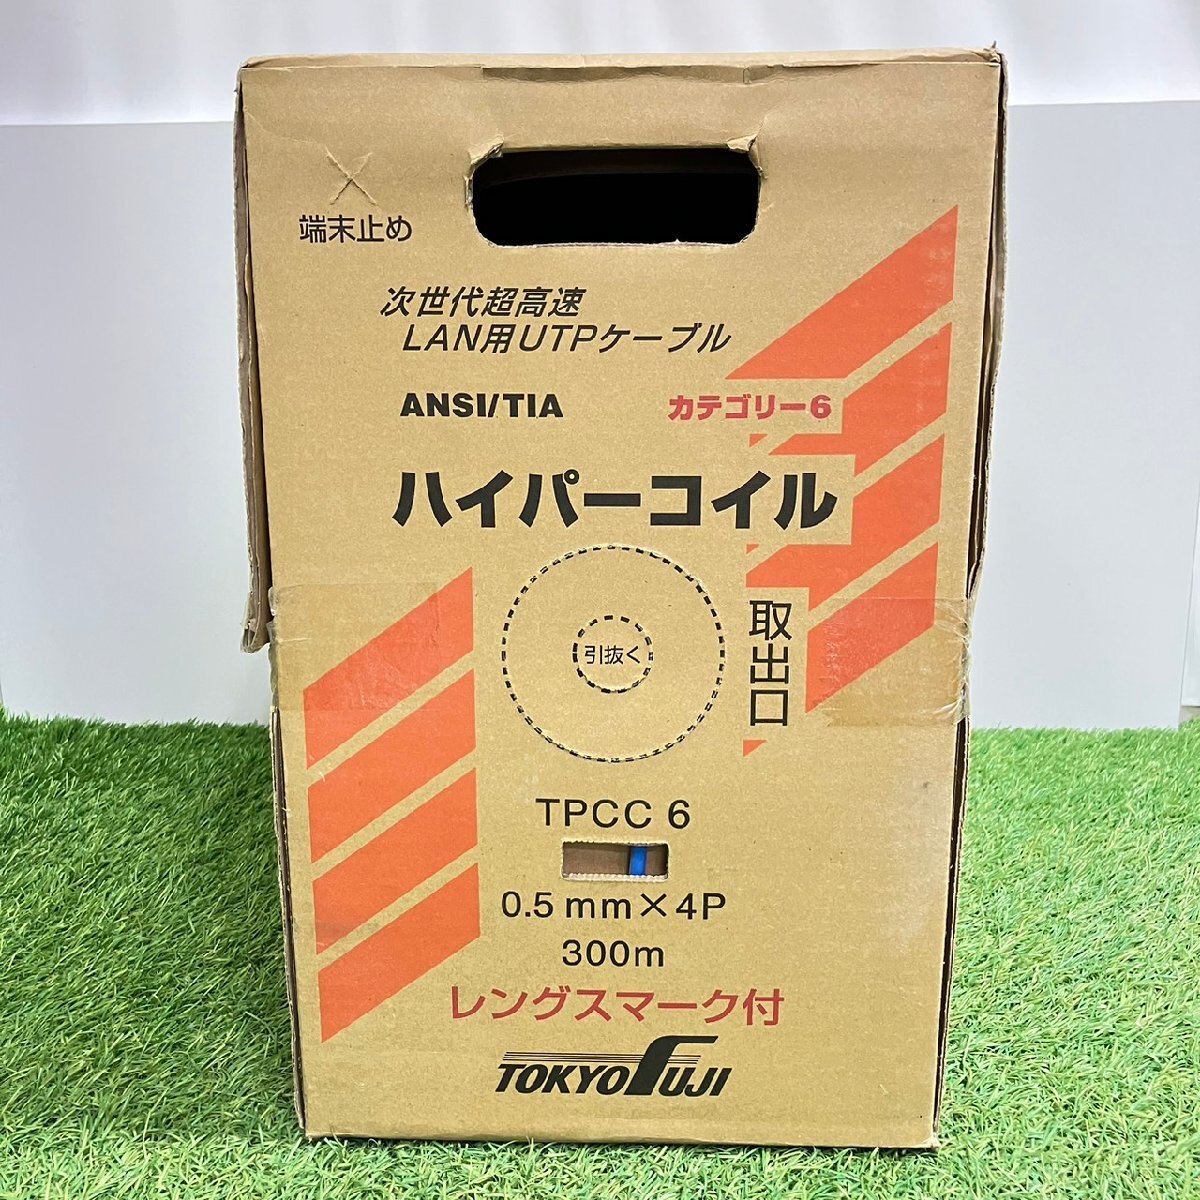 端末止め
次世代超高速
LAN用UTPケーブル
ANSI/TIA カテゴリー6
ハイパーコイル
引抜く
取出口
TPCC 6
0.5mm×4P
300m
レングスマーク付
TOKYO FUJI